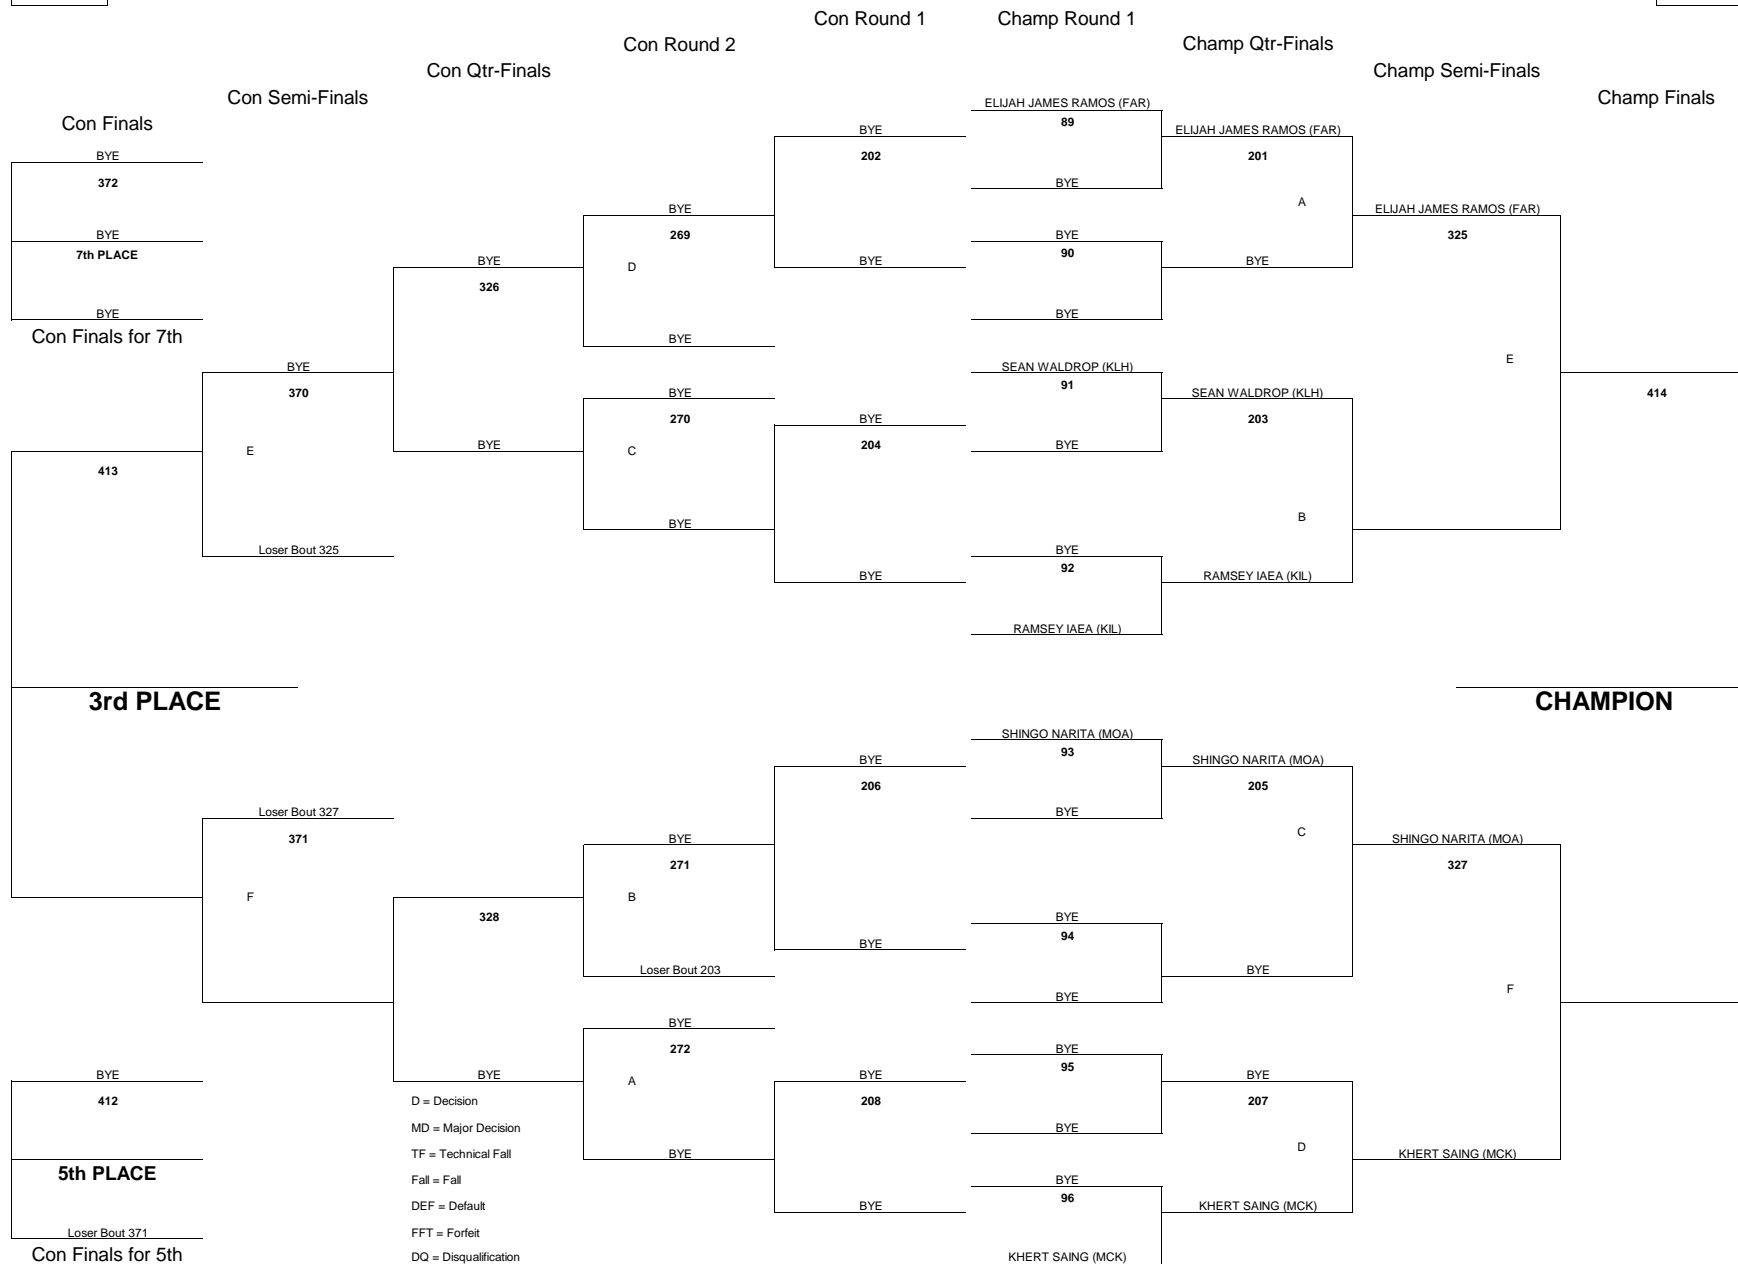 Con Round 1 Champ Round 1
Con Round 2 Champ Qtr-Finals
Con Qtr-Finals Champ Semi-Finals
Con Semi-Finals Champ Finals
ELIJAH JAMES RAMOS (FAR)
Con Finals 89
BYE ELIJAH JAMES RAMOS (FAR)
BYE 202 201
372 BYE
A
BYE ELIJAH JAMES RAMOS (FAR)
BYE 269 BYE 325
7th PLACE 90
BYE D BYE BYE
326
BYE BYE
Con Finals for 7th BYE
E
BYE SEAN WALDROP (KLH)
370 91 414
BYE SEAN WALDROP (KLH)
270 BYE 203
E BYE C 204 BYE
413
BYE B
Loser Bout 325 BYE
92
BYE RAMSEY IAEA (KIL)
RAMSEY IAEA (KIL)
3rd PLACE CHAMPION
SHINGO NARITA (MOA)
93
BYE SHINGO NARITA (MOA)
206 205
Loser Bout 327 BYE
371 BYE C SHINGO NARITA (MOA)
271 327
F B
328 BYE
94
BYE
Loser Bout 203 BYE
BYE F
BYE
272 BYE
95
BYE BYE A BYE BYE
412 D = Decision 208 207
MD = Major Decision BYE
TF = Technical Fall BYE D KHERT SAING (MCK)
5th PLACE
Fall = Fall BYE
96
DEF = Default BYE KHERT SAING (MCK)
Loser Bout 371 FFT = Forfeit
Con Finals for 5th DQ = Disqualification KHERT SAING (MCK)